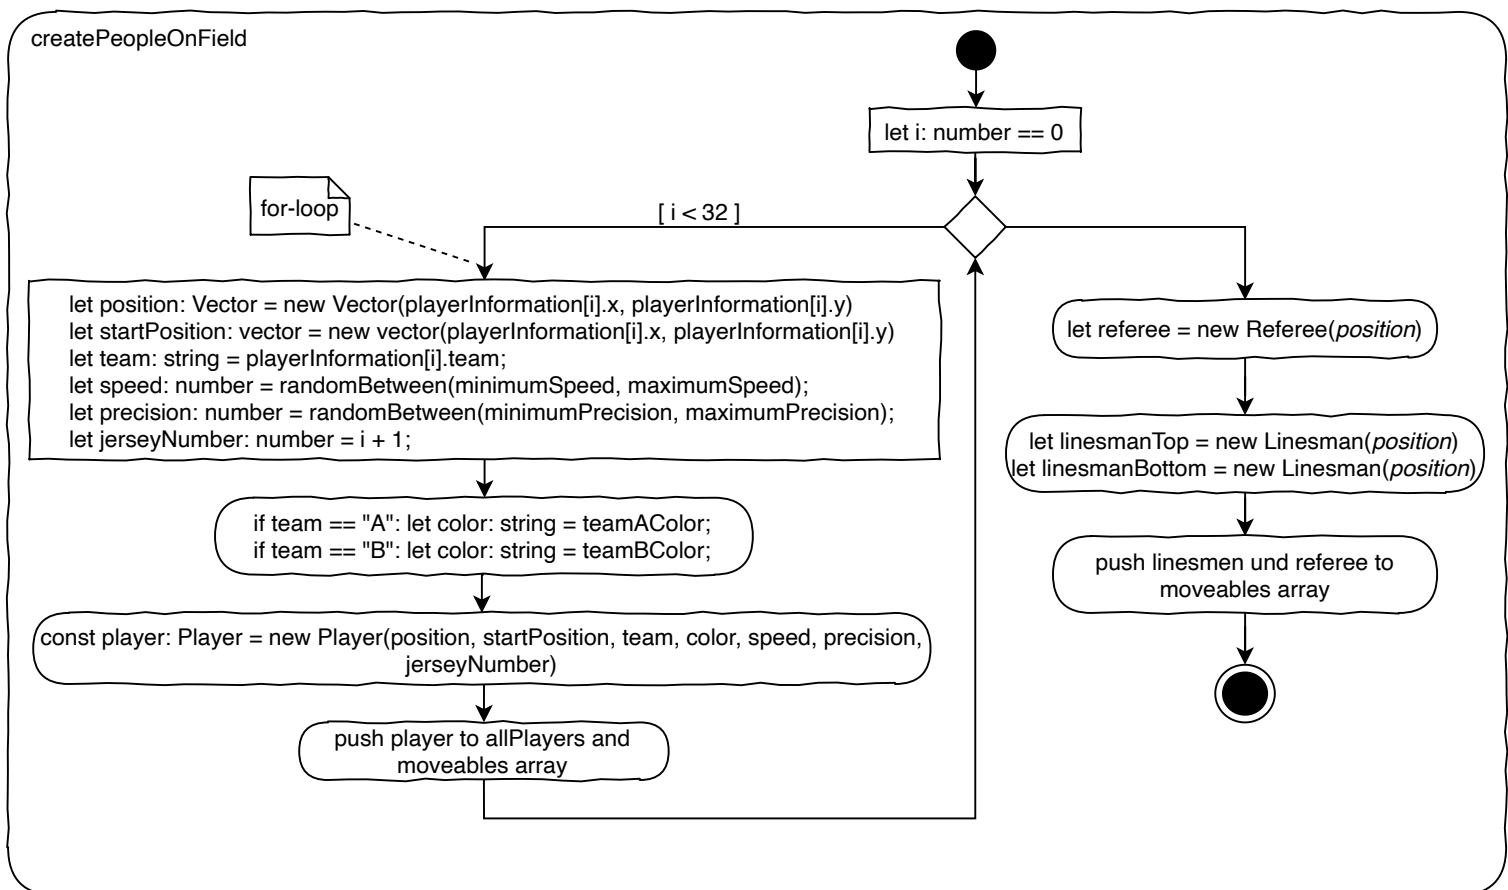 createPeopleOnField
let i: number == 0
for-loop
[ i < 32 ]
let position: Vector = new Vector(playerInformation[i].x, playerInformation[i].y)
let startPosition: vector = new vector(playerInformation[i].x, playerInformation[i].y)
let team: string = playerInformation[i].team;
let speed: number = randomBetween(minimumSpeed, maximumSpeed);
let precision: number = randomBetween(minimumPrecision, maximumPrecision);
let jerseyNumber: number = i + 1;
if team == "A": let color: string = teamAColor;
if team == "B": let color: string = teamBColor;
const player: Player = new Player(position, startPosition, team, color, speed, precision,
jerseyNumber)
push player to allPlayers and
moveables array
let referee = new Referee(position)
let linesmanTop = new Linesman(position)
let linesmanBottom = new Linesman(position)
push linesmen und referee to
moveables array